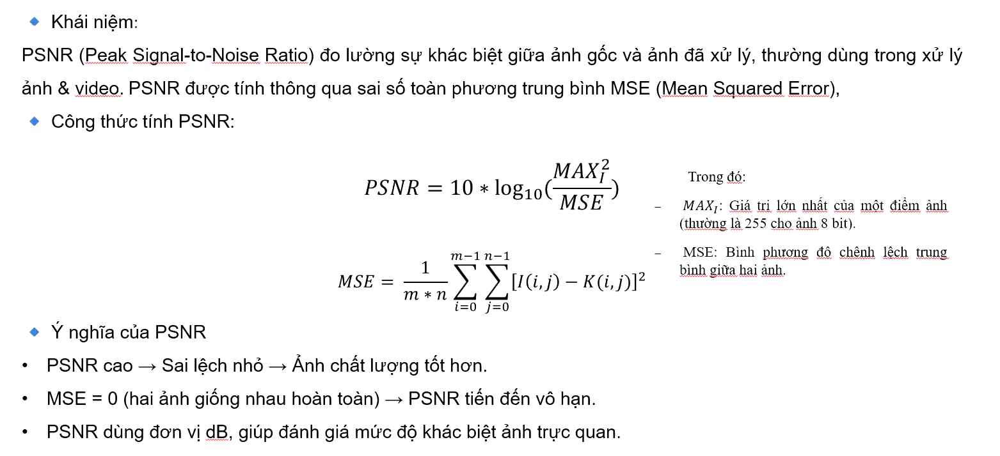 🔹 Khái niệm:
PSNR (Peak Signal-to-Noise Ratio) đo lường sự khác biệt giữa ảnh gốc và ảnh đã xử lý, thường dùng trong xử lý
ảnh & video. PSNR được tính thông qua sai số toàn phương trung bình MSE (Mean Squared Error),
🔹 Công thức tính PSNR:
PSNR = 10 * log₁₀(MAX_I^2 / MSE)
Trong đó:
– MAX_I: Giá trị lớn nhất của một điểm ảnh
(thường là 255 cho ảnh 8 bit).
– MSE: Bình phương độ chênh lệch trung
bình giữa hai ảnh.
MSE = 1/(m * n) ∑_{i=0}^{m−1} ∑_{j=0}^{n−1} [I(i,j) − K(i,j)]²
🔹 Ý nghĩa của PSNR
• PSNR cao → Sai lệch nhỏ → Ảnh chất lượng tốt hơn.
• MSE = 0 (hai ảnh giống nhau hoàn toàn) → PSNR tiến đến vô hạn.
• PSNR dùng đơn vị dB, giúp đánh giá mức độ khác biệt ảnh trực quan.